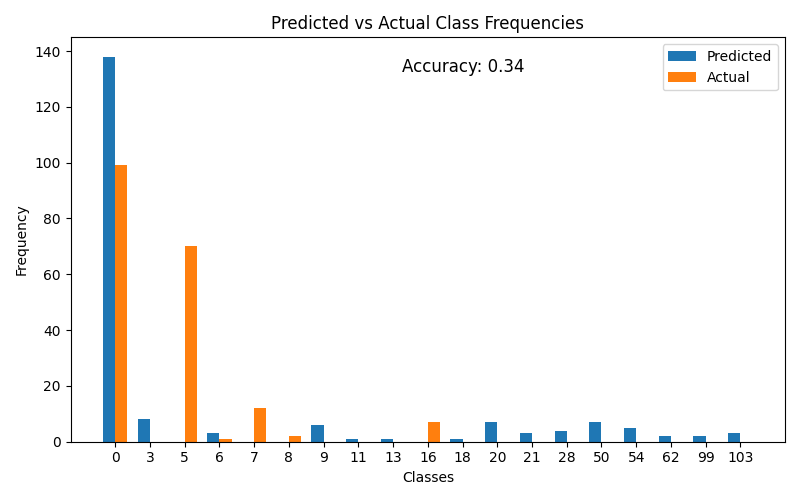 Predicted vs Actual Class Frequencies
Accuracy: 0.34
Predicted
Actual
Frequency
140
120
100
80
60
40
20
0
0 3 5 6 7 8 9 11 13 16 18 20 21 28 50 54 62 99 103
Classes